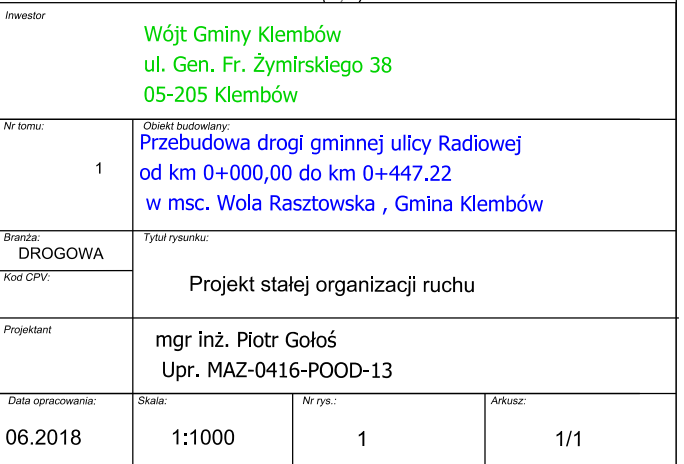 Inwestor
Wójt Gminy Klembów
ul. Gen. Fr. Żymirskiego 38
05-205 Klembów
Nr tomu:
1
Obiekt budowlany:
Przebudowa drogi gminnej ulicy Radiowej
od km 0+000,00 do km 0+447.22
w msc. Wola Rasztowska , Gmina Klembów
Branża:
DROGOWA
Kod CPV:
Tytuł rysunku:
Projekt stałej organizacji ruchu
Projektant
mgr inż. Piotr Gołoś
Upr. MAZ-0416-POOD-13
Data opracowania:
06.2018
Skala:
1:1000
Nr rys.:
1
Arkusz:
1/1